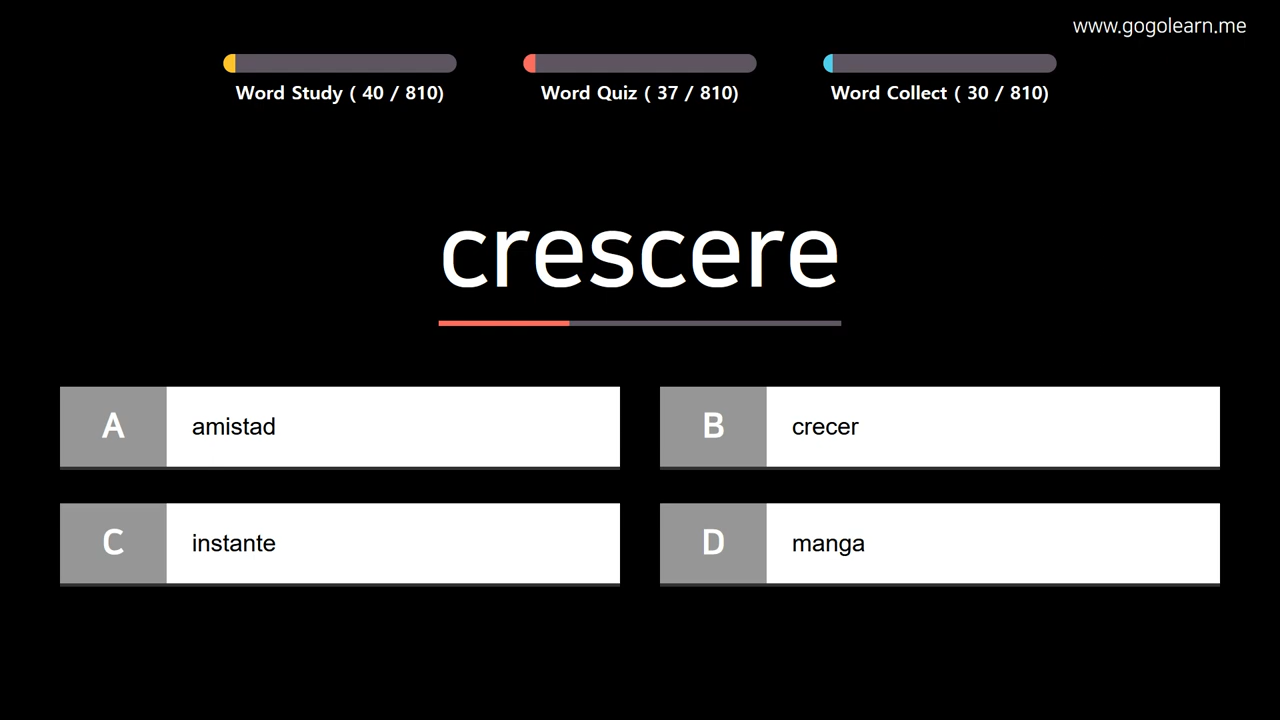 www.gogolearn.me
Word Study ( 40 / 810)
Word Quiz ( 37 / 810)
Word Collect ( 30 / 810)
crescere
A amistad
B crecer
C instante
D manga